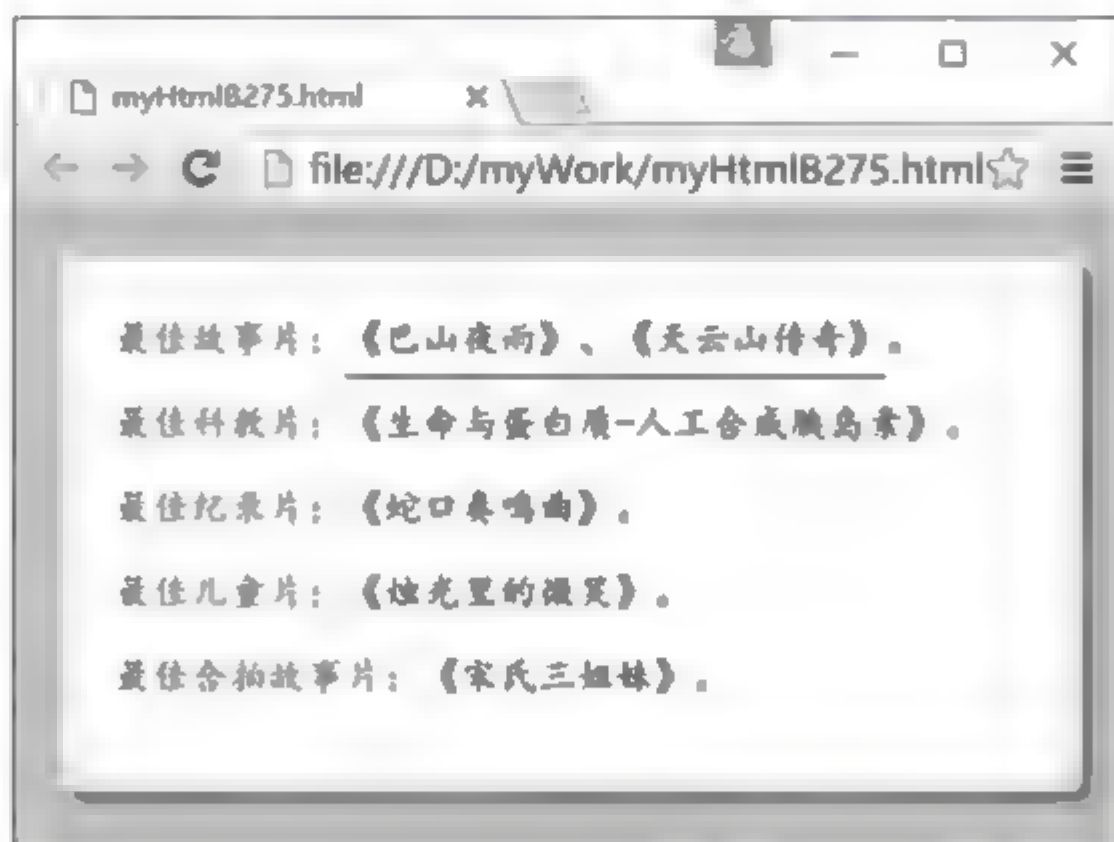 myHtmlB275.html
file:///D:/myWork/myHtmlB275.html
最佳故事片：《巴山夜雨》、《天云山传奇》。
最佳科教片：《生命与蛋白质-人工合成胰岛素》。
最佳纪录片：《蛇口奏鸣曲》。
最佳儿童片：《烛光里的微笑》。
最佳合拍故事片：《宋氏三姐妹》。